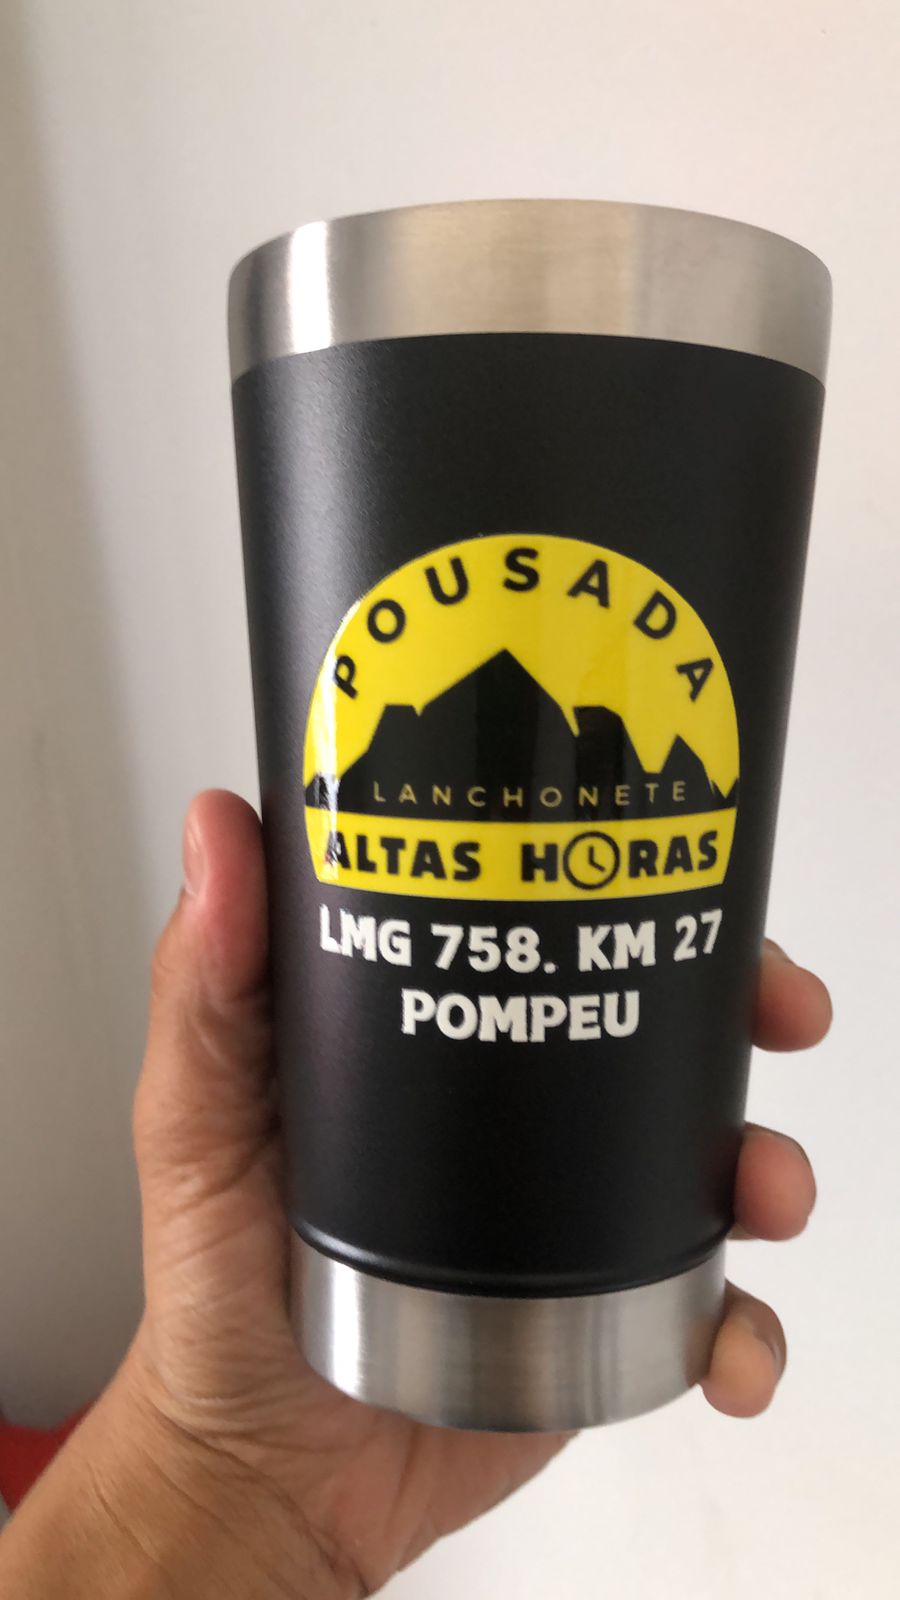 POUSADA
LANCHONETE
ALTAS HORAS
LMG 758. KM 27
POMPEU